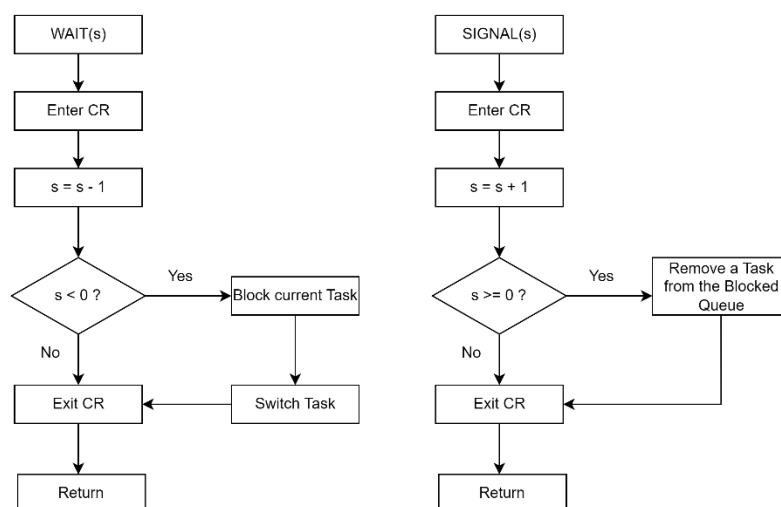 WAIT(s)
Enter CR
s = s - 1
s < 0 ?
Yes
Block current Task
No
Exit CR
Switch Task
Return
SIGNAL(s)
Enter CR
s = s + 1
s >= 0 ?
Yes
Remove a Task
from the Blocked
Queue
No
Exit CR
Return